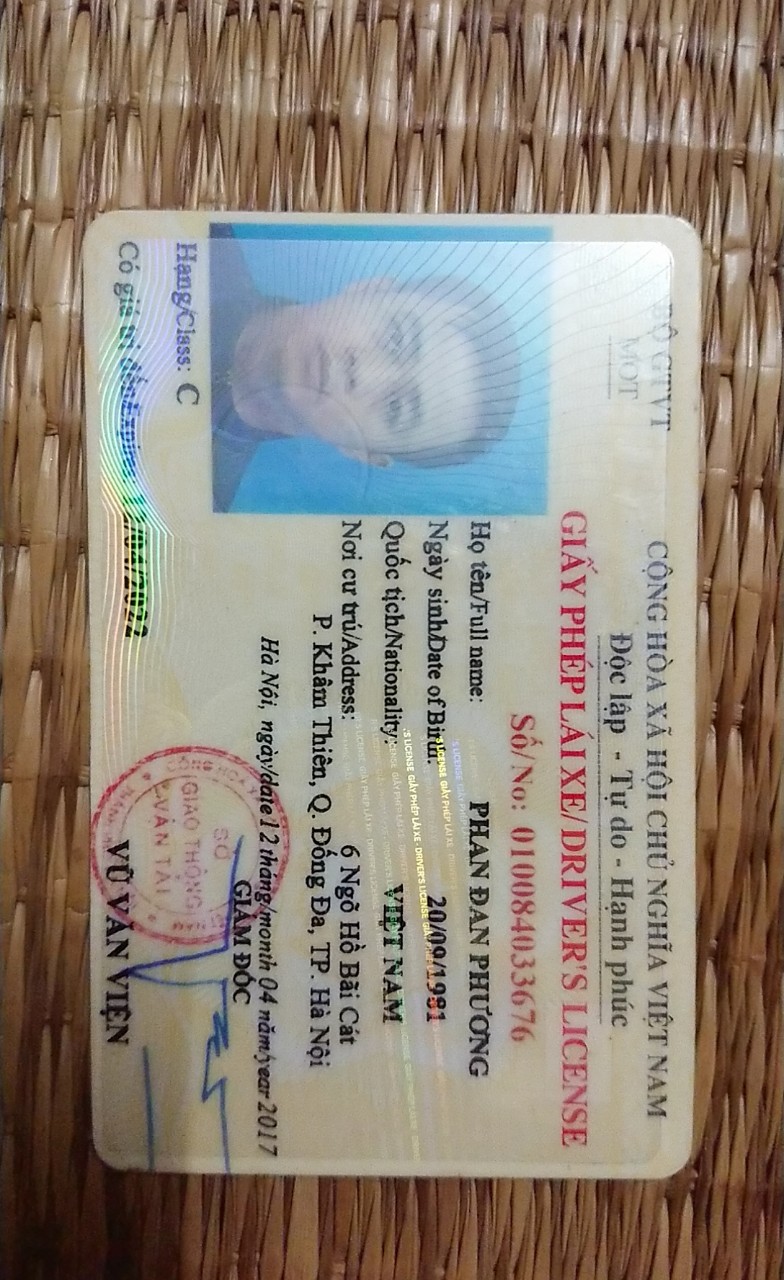 BỘ GTVT
MOT
CỘNG HÒA XÃ HỘI CHỦ NGHĨA VIỆT NAM
Độc lập - Tự do - Hạnh phúc
GIẤY PHÉP LÁI XE/ DRIVER'S LICENSE
Số/No: 010084033676
Họ tên/Full name: PHAN ĐAN PHƯƠNG
Ngày sinh/Date of Birth: 20/09/1981
Quốc tịch/Nationality: VIỆT NAM
Nơi cư trú/Address: 6 Ngõ Hồ Bãi Cát
P. Khâm Thiên, Q. Đống Đa, TP. Hà Nội
Hà Nội, ngày/date 12 tháng/month 04 năm/year 2017
GIÁM ĐỐC
SỞ
GIAO THÔNG
VẬN TẢI
VŨ VĂN VIỆN
Hạng/Class: C
Có giá trị đến/Expires: 12/04/2022